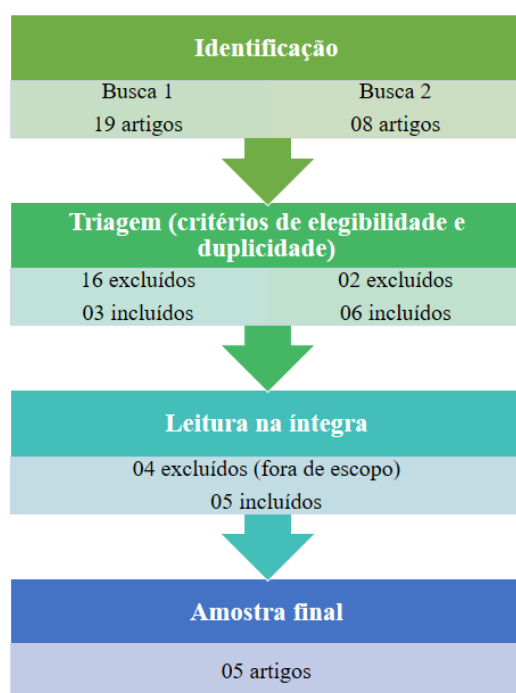 Identificação
Busca 1
19 artigos
Busca 2
08 artigos
Triagem (critérios de elegibilidade e
duplicidade)
16 excluídos
03 incluídos
02 excluídos
06 incluídos
Leitura na íntegra
04 excluídos (fora de escopo)
05 incluídos
Amostra final
05 artigos